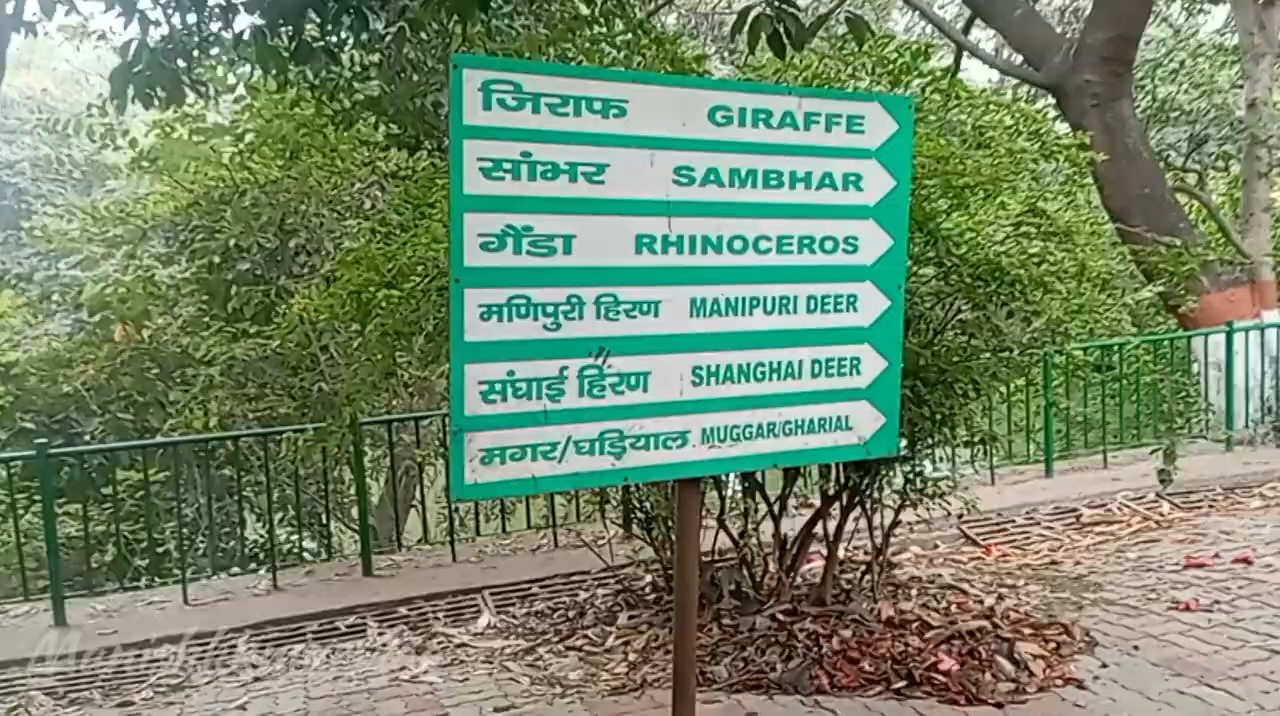 जिराफ GIRAFFE
सांभर SAMBHAR
गैंडा RHINOCEROS
मणिपुरी हिरण MANIPURI DEER
संघाई हिरण SHANGHAI DEER
मगर/घड़ियाल MUGGAR/GHARIAL